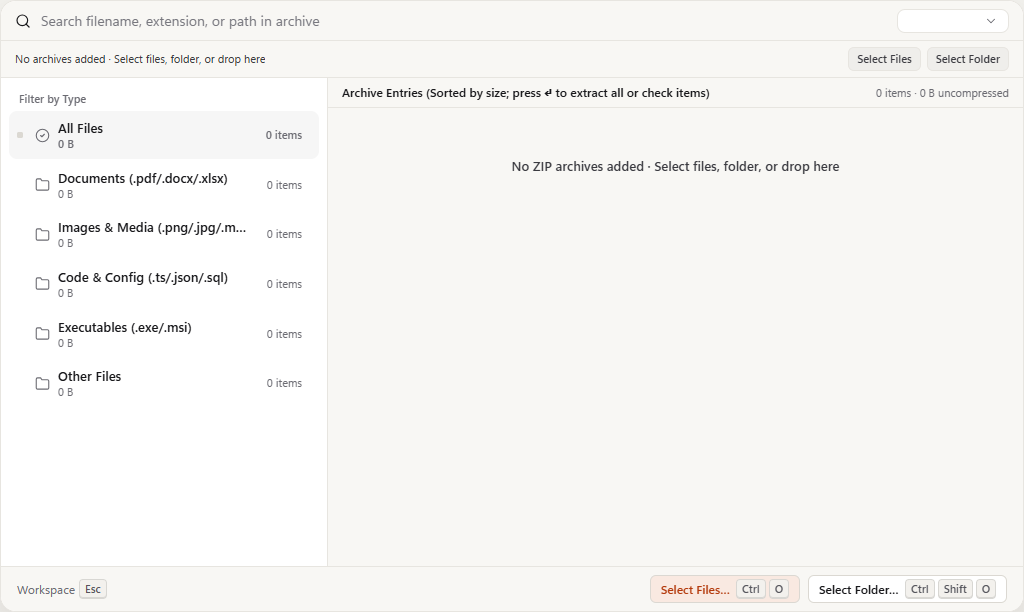 Search filename, extension, or path in archive
No archives added · Select files, folder, or drop here
Select Files
Select Folder
Filter by Type
Archive Entries (Sorted by size; press ↵ to extract all or check items)
0 items · 0 B uncompressed
All Files
0 B
0 items
No ZIP archives added · Select files, folder, or drop here
Documents (.pdf/.docx/.xlsx)
0 B
0 items
Images & Media (.png/.jpg/.m...
0 B
0 items
Code & Config (.ts/.json/.sql)
0 B
0 items
Executables (.exe/.msi)
0 B
0 items
Other Files
0 B
0 items
Workspace Esc
Select Files... Ctrl O
Select Folder... Ctrl Shift O